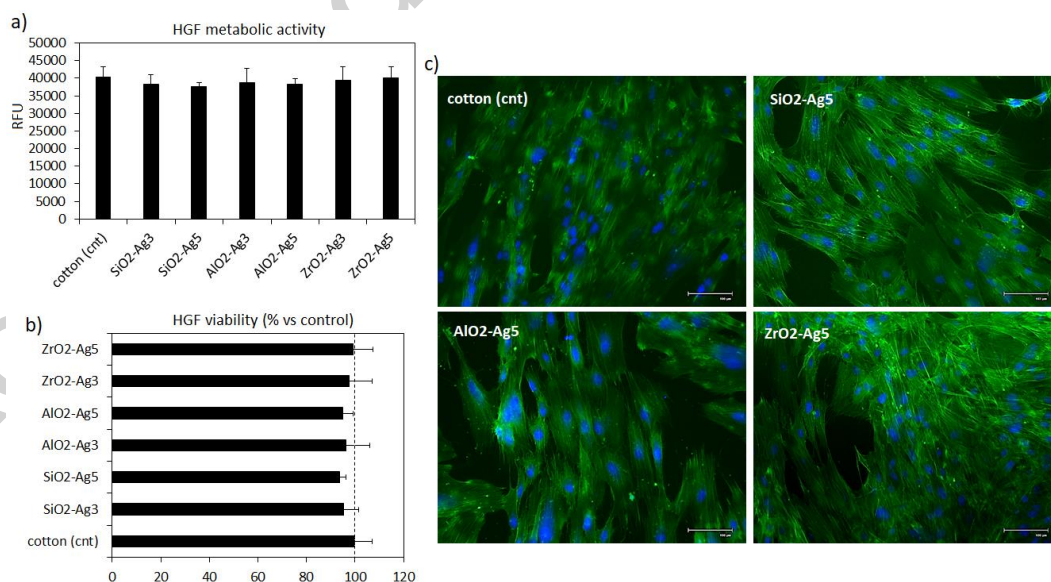 a)
HGF metabolic activity
50000
45000
40000
35000
30000
25000
20000
15000
10000
5000
0
RFU
cotton (cnt)
SiO2-Ag3
SiO2-Ag5
AlO2-Ag3
AlO2-Ag5
ZrO2-Ag3
ZrO2-Ag5
b)
HGF viability (% vs control)
ZrO2-Ag5
ZrO2-Ag3
AlO2-Ag5
AlO2-Ag3
SiO2-Ag5
SiO2-Ag3
cotton (cnt)
0 20 40 60 80 100 120
c)
cotton (cnt)
SiO2-Ag5
AlO2-Ag5
ZrO2-Ag5